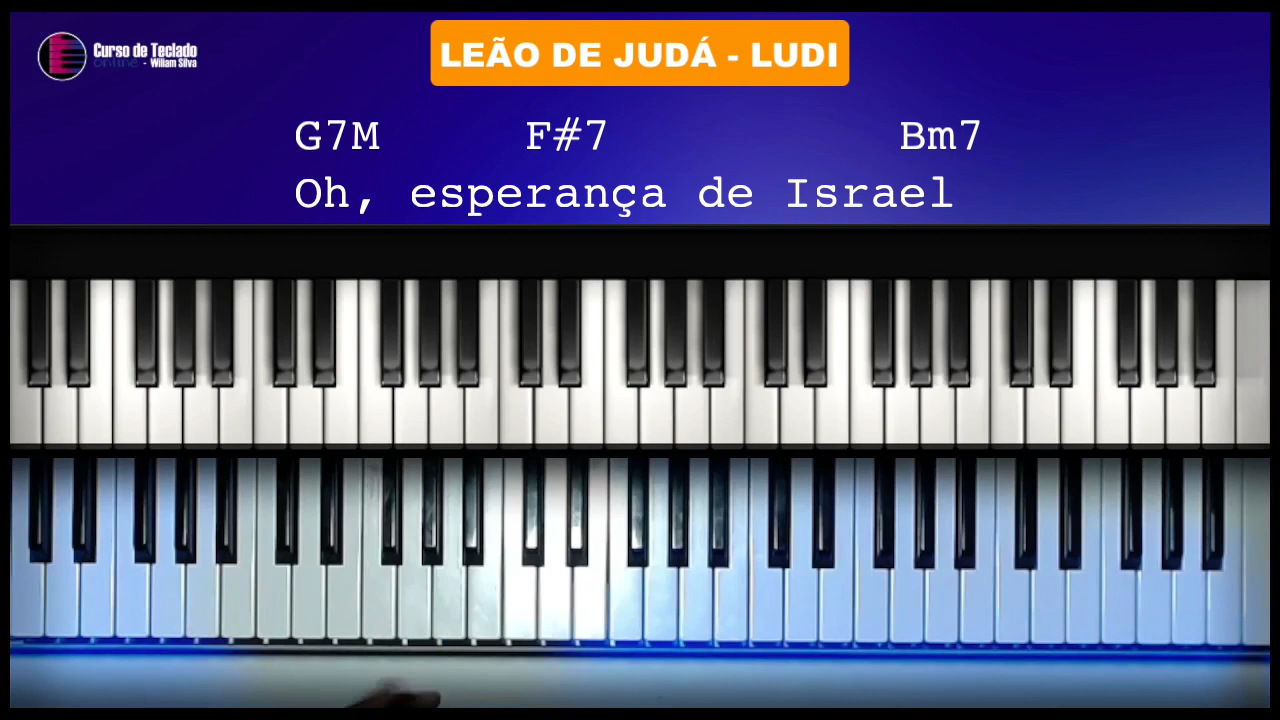 Curso de Teclado
online - Wiliam Silva
LEÃO DE JUDÁ - LUDI
G7M F#7 Bm7
Oh, esperança de Israel